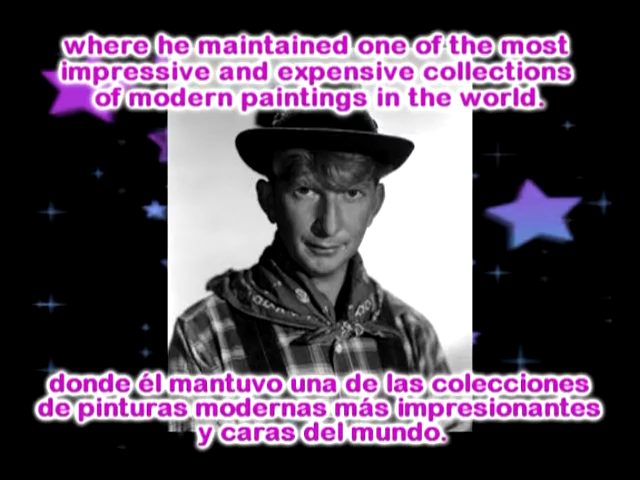 where he maintained one of the most
impressive and expensive collections
of modern paintings in the world.
donde él mantuvo una de las colecciones
de pinturas modernas más impresionantes
y caras del mundo.